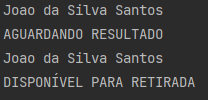 Joao da Silva Santos
AGUARDANDO RESULTADO
Joao da Silva Santos
DISPONÍVEL PARA RETIRADA